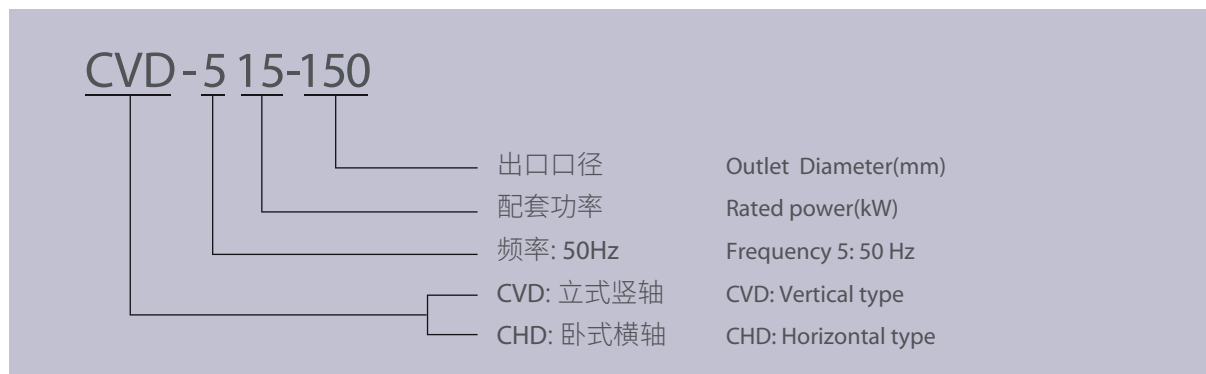 CVD-5 15-150
出口口径 Outlet Diameter(mm)
配套功率 Rated power(kW)
频率: 50Hz Frequency 5: 50 Hz
CVD: 立式竖轴 CVD: Vertical type
CHD: 卧式横轴 CHD: Horizontal type